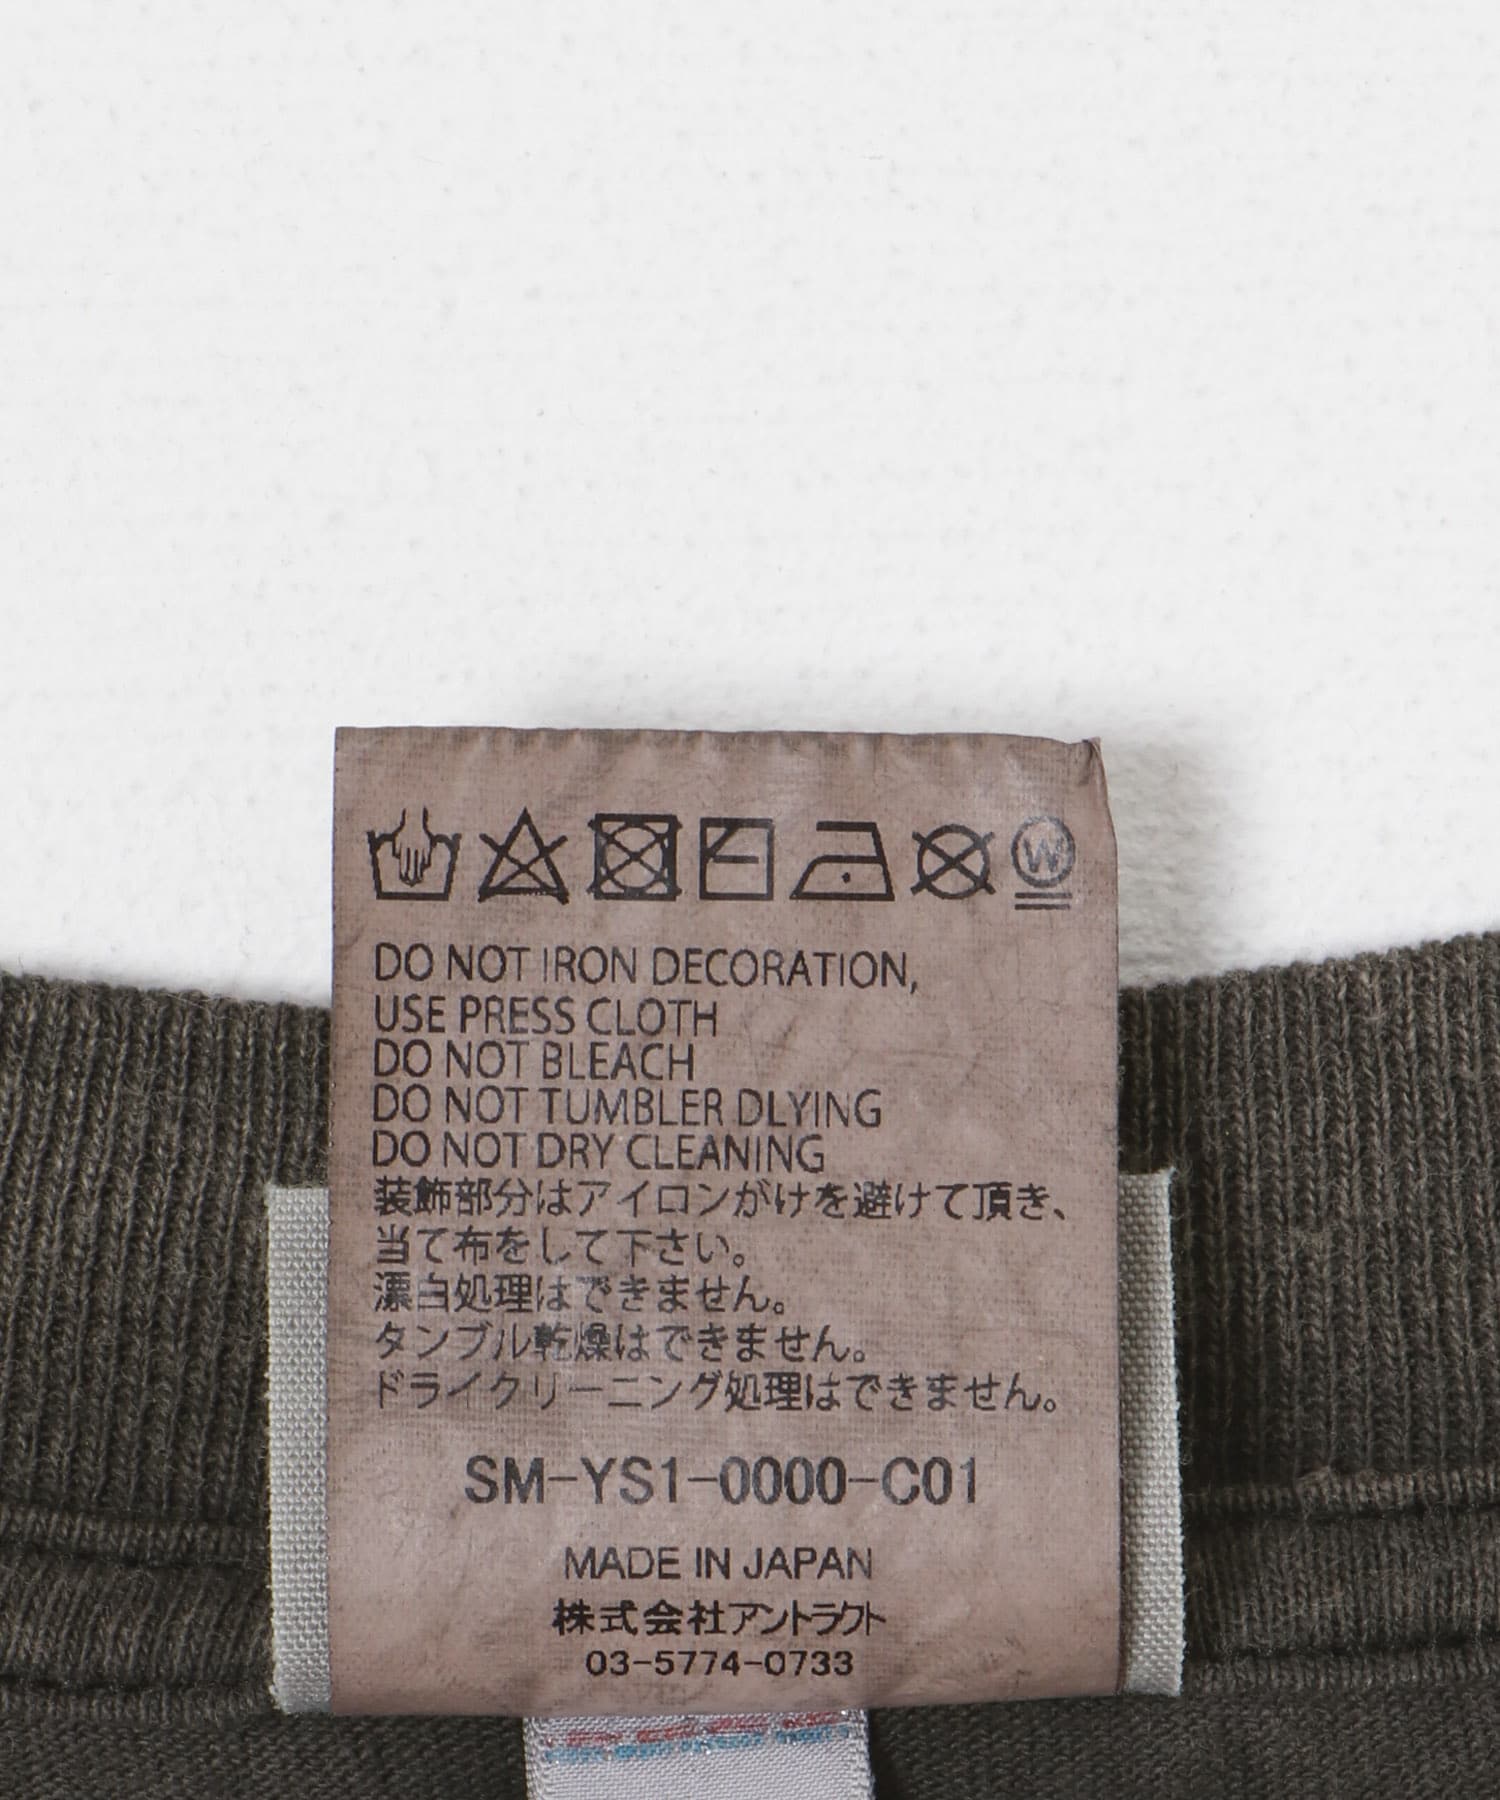 W
DO NOT IRON DECORATION,
USE PRESS CLOTH
DO NOT BLEACH
DO NOT TUMBLER DLYING
DO NOT DRY CLEANING
装飾部分はアイロンがけを避けて頂き、
当て布をして下さい。
漂白処理はできません。
タンブル乾燥はできません。
ドライクリーニング処理はできません。
SM-YS1-0000-C01
MADE IN JAPAN
株式会社アントラクト
03-5774-0733